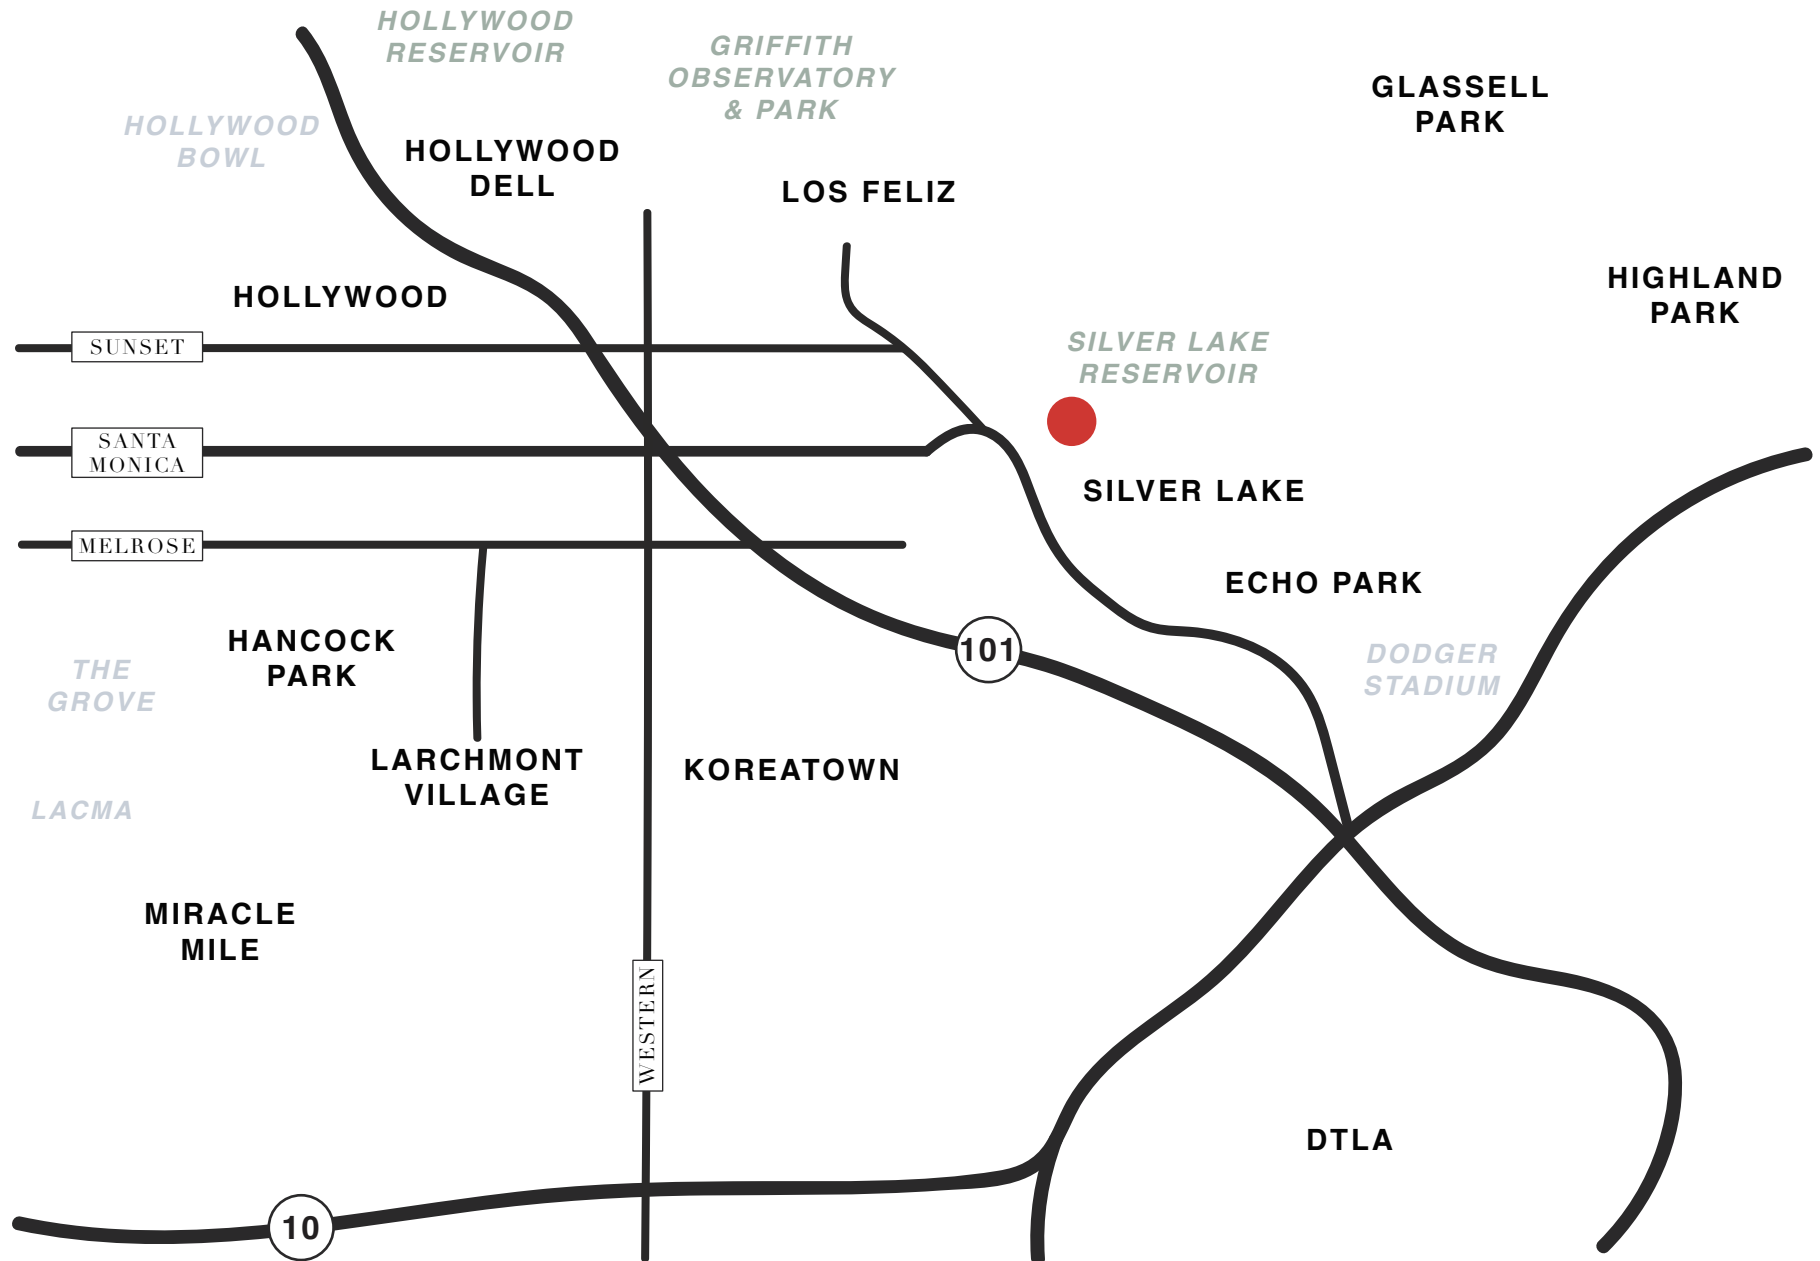 HOLLYWOOD
RESERVOIR
GRIFFITH
OBSERVATORY
& PARK
GLASSELL
PARK
HOLLYWOOD
BOWL
HOLLYWOOD
DELL
LOS FELIZ
HIGHLAND
PARK
HOLLYWOOD
SUNSET
SILVER LAKE
RESERVOIR
SANTA
MONICA
SILVER LAKE
MELROSE
ECHO PARK
HANCOCK
PARK
101
DODGER
STADIUM
THE
GROVE
LARCHMONT
VILLAGE
KOREATOWN
LACMA
MIRACLE
MILE
WESTERN
DTLA
10